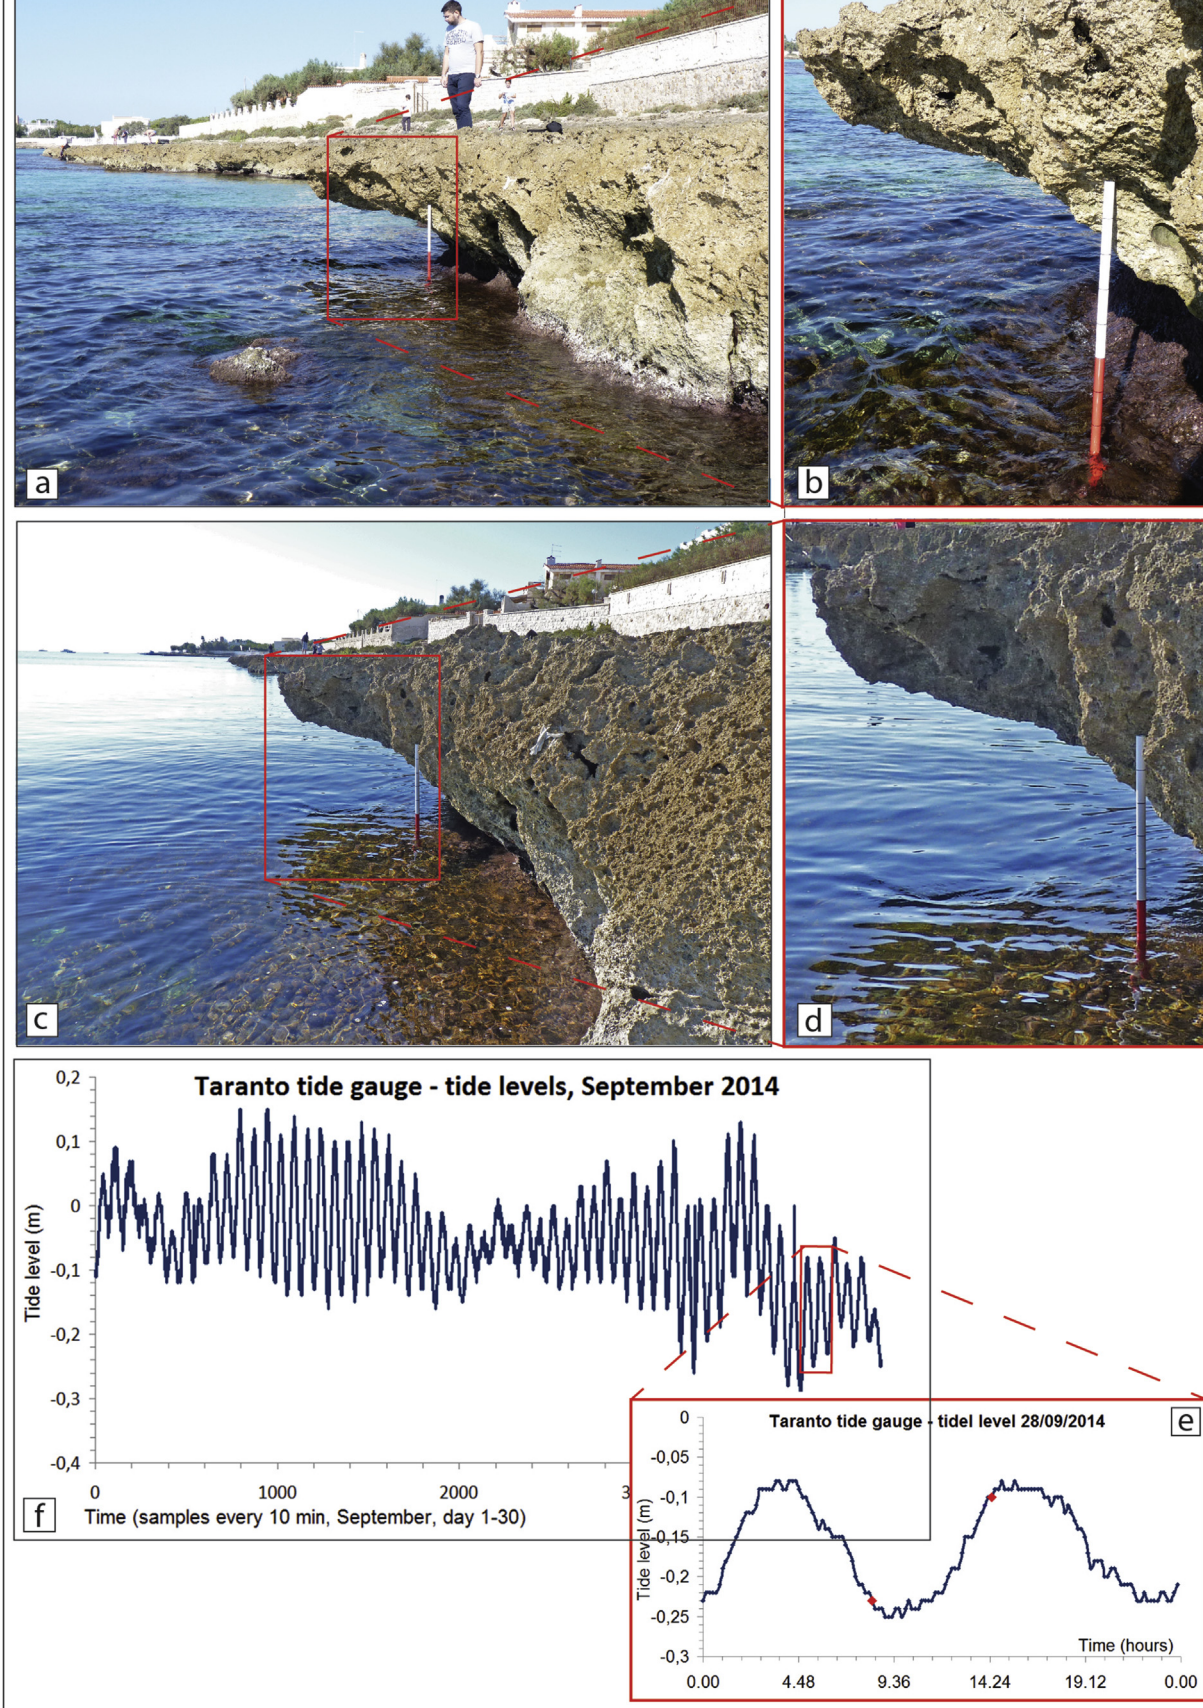 a
b
c
d
Taranto tide gauge - tide levels, September 2014
0,2
0,1
0
-0,1
-0,2
-0,3
-0,4
Tide level (m)
0
1000
2000
3
Time (samples every 10 min, September, day 1-30)
f
Taranto tide gauge - tidel level 28/09/2014
e
0
-0,05
-0,1
-0,15
-0,2
-0,25
-0,3
Tide level (m)
Time (hours)
0.00
4.48
9.36
14.24
19.12
0.00